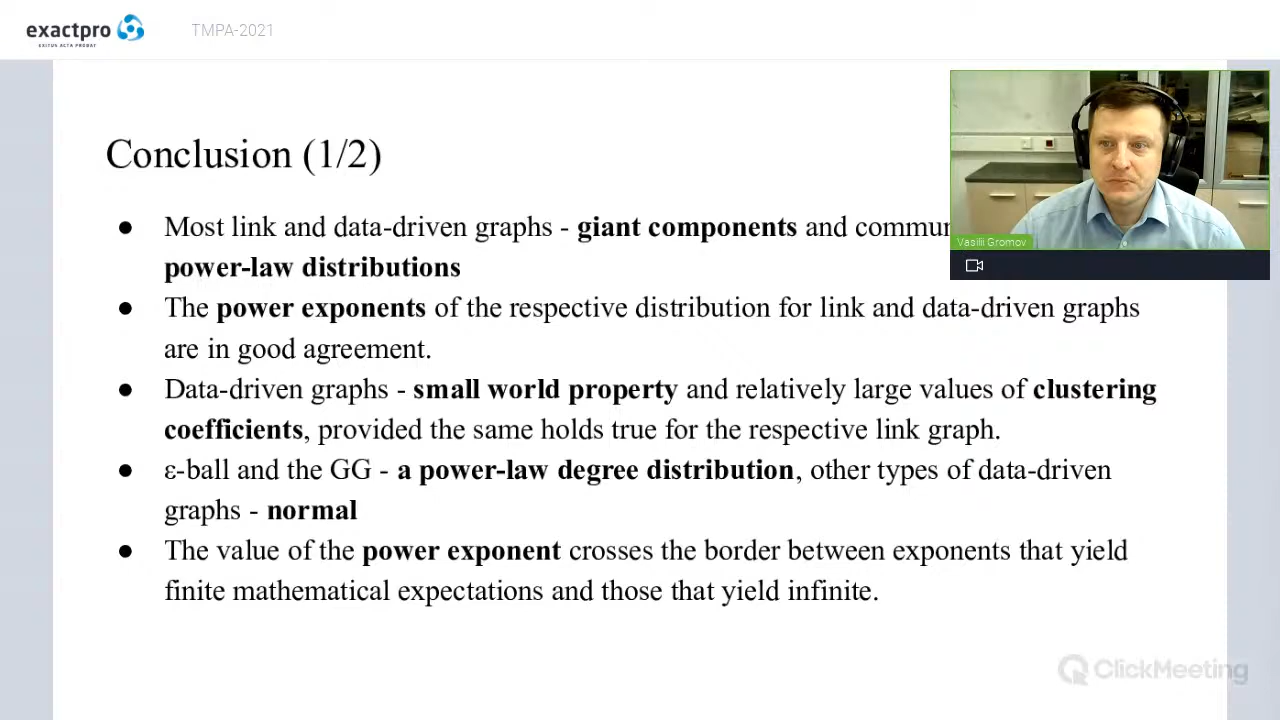 exactpro
EXITUS ACTA PROBAT
TMPA-2021
Conclusion (1/2)
● Most link and data-driven graphs - giant components and
power-law distributions
● The power exponents of the respective distribution for link and data-driven graphs
are in good agreement.
● Data-driven graphs - small world property and relatively large values of clustering
coefficients, provided the same holds true for the respective link graph.
● ε-ball and the GG - a power-law degree distribution, other types of data-driven
graphs - normal
● The value of the power exponent crosses the border between exponents that yield
finite mathematical expectations and those that yield infinite.
Vasilii Gromov
ClickMeeting